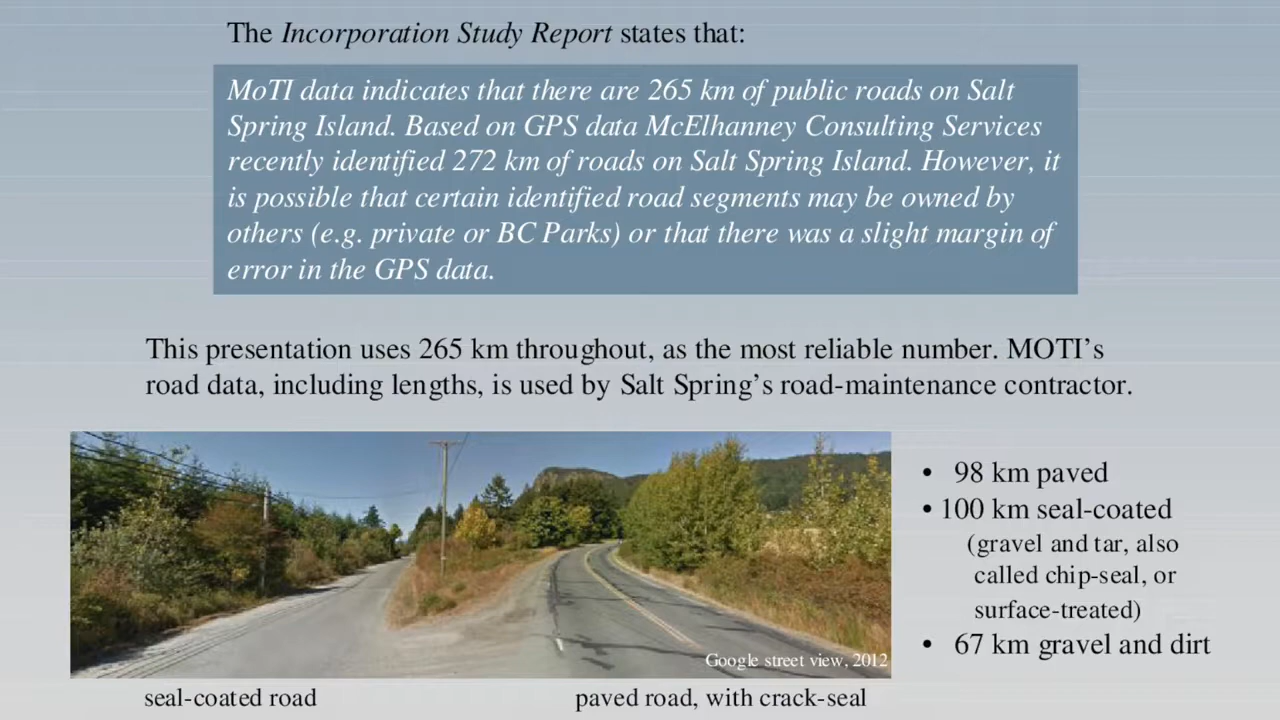 The Incorporation Study Report states that:
MoTI data indicates that there are 265 km of public roads on Salt
Spring Island. Based on GPS data McElhanney Consulting Services
recently identified 272 km of roads on Salt Spring Island. However, it
is possible that certain identified road segments may be owned by
others (e.g. private or BC Parks) or that there was a slight margin of
error in the GPS data.
This presentation uses 265 km throughout, as the most reliable number. MOTI’s
road data, including lengths, is used by Salt Spring’s road-maintenance contractor.
• 98 km paved
• 100 km seal-coated
(gravel and tar, also
called chip-seal, or
surface-treated)
• 67 km gravel and dirt
Google street view, 2012
seal-coated road
paved road, with crack-seal